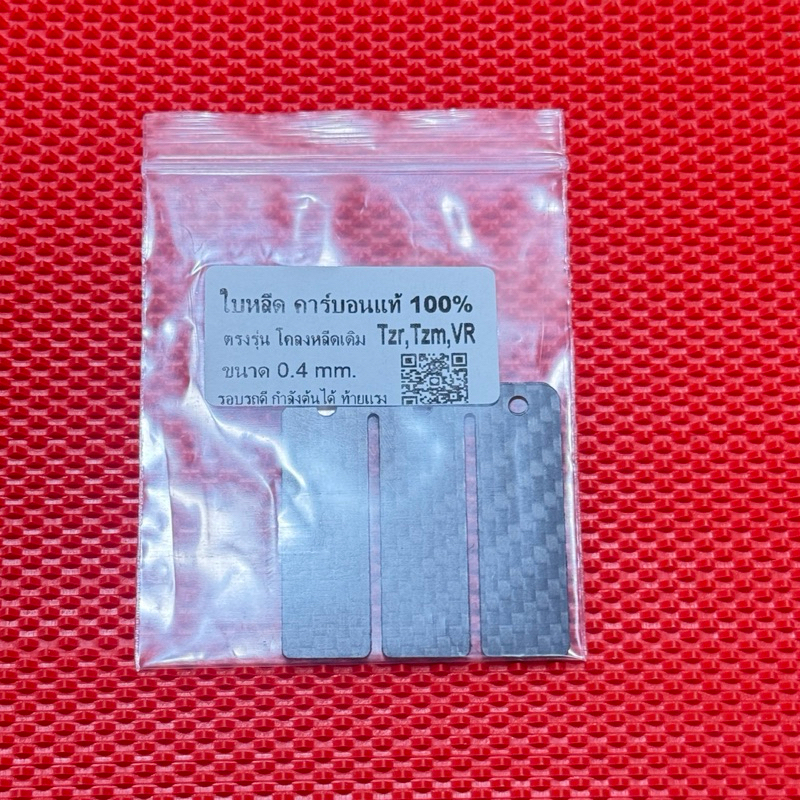 ใบหลีด คาร์บอนแท้ 100%
ตรงรุ่น โคลงหลีดเดิม Tzr,Tzm,VR
ขนาด 0.4 mm.
รอบรถดี กำลังต้นได้ ท้ายแรง